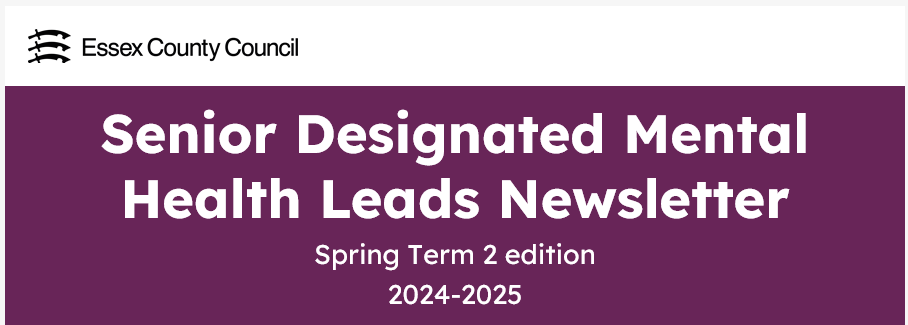 Essex County Council
Senior Designated Mental
Health Leads Newsletter
Spring Term 2 edition
2024-2025